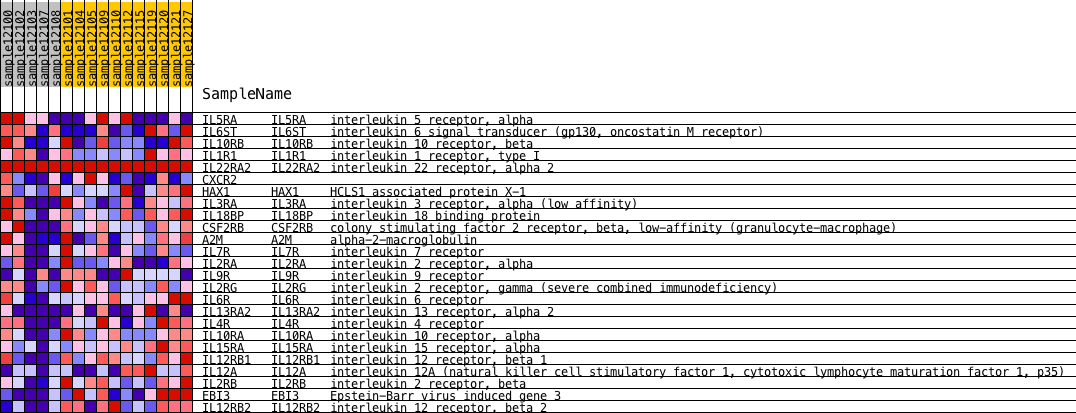 sample12100
sample12102
sample12103
sample12107
sample12108
sample12101
sample12104
sample12105
sample12109
sample12110
sample12112
sample12115
sample12119
sample12120
sample12121
sample12127
SampleName
IL5RA IL5RA interleukin 5 receptor, alpha
IL6ST IL6ST interleukin 6 signal transducer (gp130, oncostatin M receptor)
IL10RB IL10RB interleukin 10 receptor, beta
IL1R1 IL1R1 interleukin 1 receptor, type I
IL22RA2 IL22RA2 interleukin 22 receptor, alpha 2
CXCR2
HAX1 HAX1 HCLS1 associated protein X-1
IL3RA IL3RA interleukin 3 receptor, alpha (low affinity)
IL18BP IL18BP interleukin 18 binding protein
CSF2RB CSF2RB colony stimulating factor 2 receptor, beta, low-affinity (granulocyte-macrophage)
A2M A2M alpha-2-macroglobulin
IL7R IL7R interleukin 7 receptor
IL2RA IL2RA interleukin 2 receptor, alpha
IL9R IL9R interleukin 9 receptor
IL2RG IL2RG interleukin 2 receptor, gamma (severe combined immunodeficiency)
IL6R IL6R interleukin 6 receptor
IL13RA2 IL13RA2 interleukin 13 receptor, alpha 2
IL4R IL4R interleukin 4 receptor
IL10RA IL10RA interleukin 10 receptor, alpha
IL15RA IL15RA interleukin 15 receptor, alpha
IL12RB1 IL12RB1 interleukin 12 receptor, beta 1
IL12A IL12A interleukin 12A (natural killer cell stimulatory factor 1, cytotoxic lymphocyte maturation factor 1, p35)
IL2RB IL2RB interleukin 2 receptor, beta
EBI3 EBI3 Epstein-Barr virus induced gene 3
IL12RB2 IL12RB2 interleukin 12 receptor, beta 2